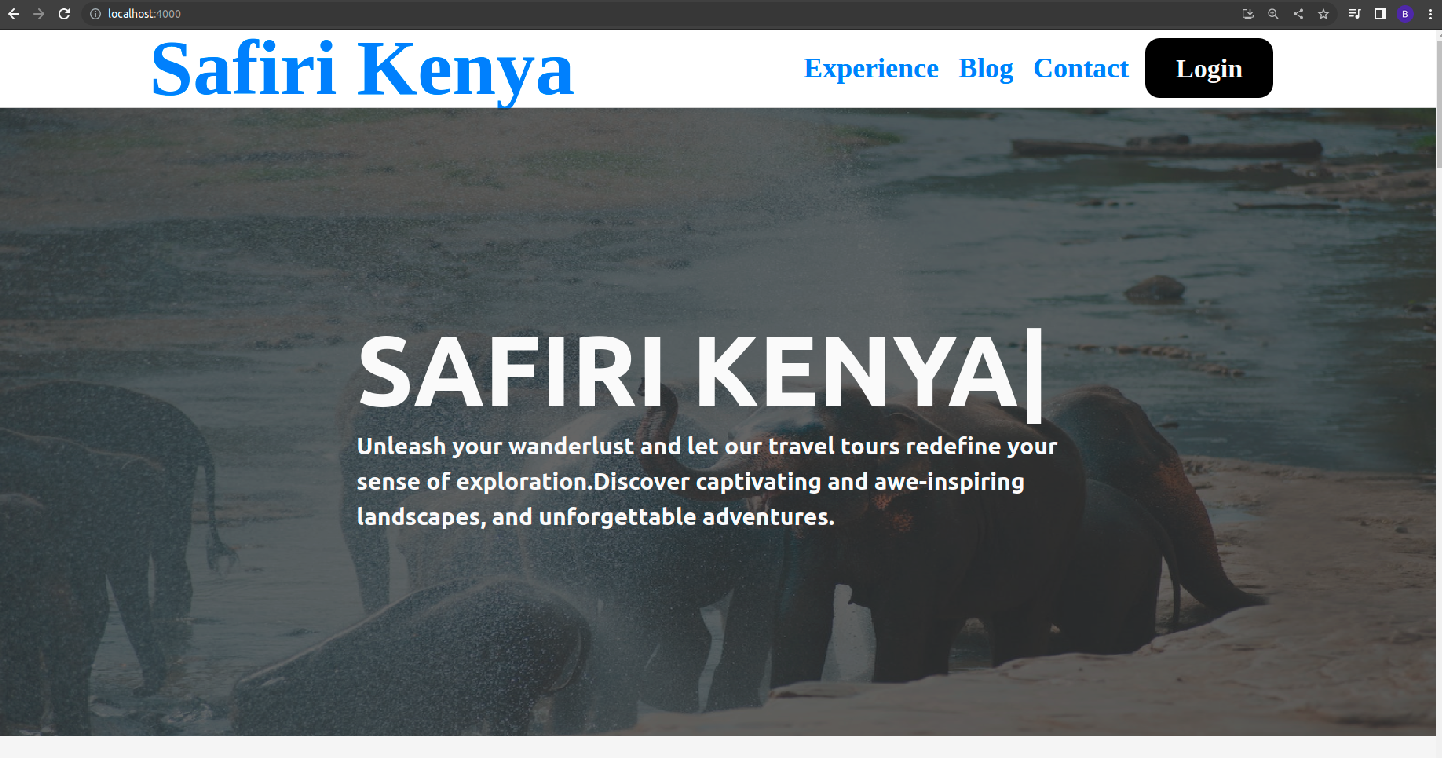 localhost:4000
B
Safiri Kenya
Experience Blog Contact Login
SAFIRI KENYA|
Unleash your wanderlust and let our travel tours redefine your
sense of exploration.Discover captivating and awe-inspiring
landscapes, and unforgettable adventures.